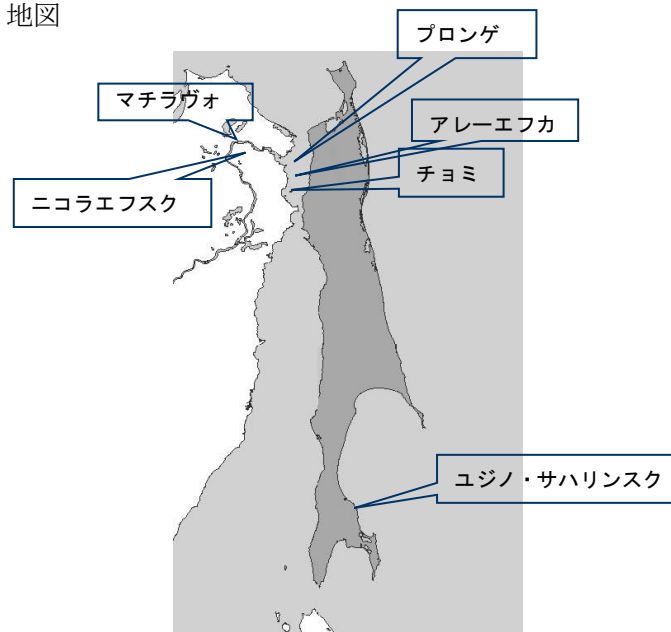 地図
プロンゲ
マチラヴォ
アレーエフカ
チョミ
ニコラエフスク
ユジノ・サハリンスク